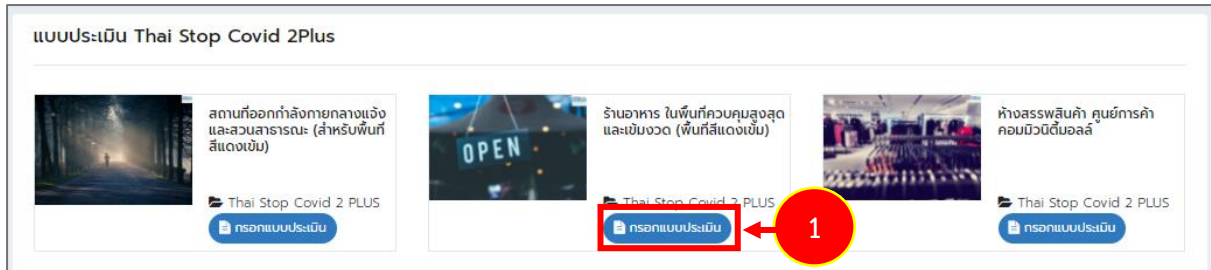 แบบประเมิน Thai Stop Covid 2Plus
สถานที่ออกกำลังกายกลางแจ้ง
และสวนสาธารณะ (สำหรับพื้นที่
สีแดงเข้ม)
Thai Stop Covid 2 PLUS
กรอกแบบประเมิน
OPEN
ร้านอาหาร ในพื้นที่ควบคุมสูงสุด
และเข้มงวด (พื้นที่สีแดงเข้ม)
Thai Stop Covid 2 PLUS
กรอกแบบประเมิน
1
ห้างสรรพสินค้า ศูนย์การค้า
คอมมิวนิตี้มอลล์
Thai Stop Covid 2 PLUS
กรอกแบบประเมิน